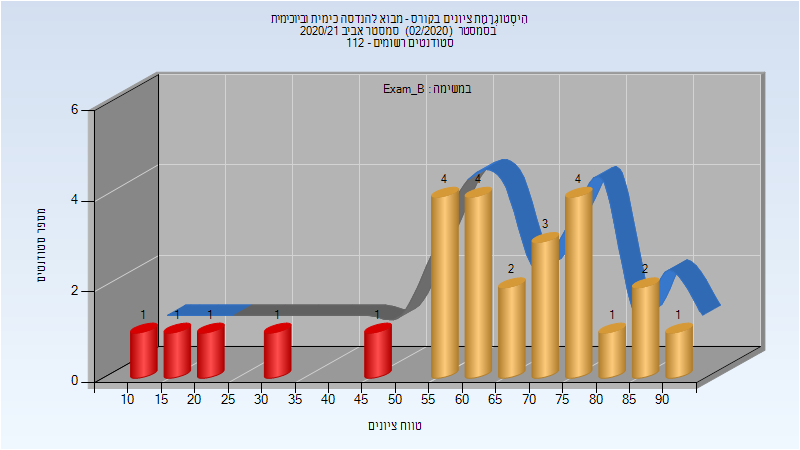 היסטוגרמת ציונים בקורס - מבוא להנדסה כימית וביוכימית
בסמסטר (02/2020) סמסטר אביב 2020/21
סטודנטים רשומים - 112
במשימה : Exam_B
מספר סטודנטים
6
4
2
0
1 1 1 1 1 4 4 2 3 4 1 2 1
10 15 20 25 30 35 40 45 50 55 60 65 70 75 80 85 90
טווח ציונים